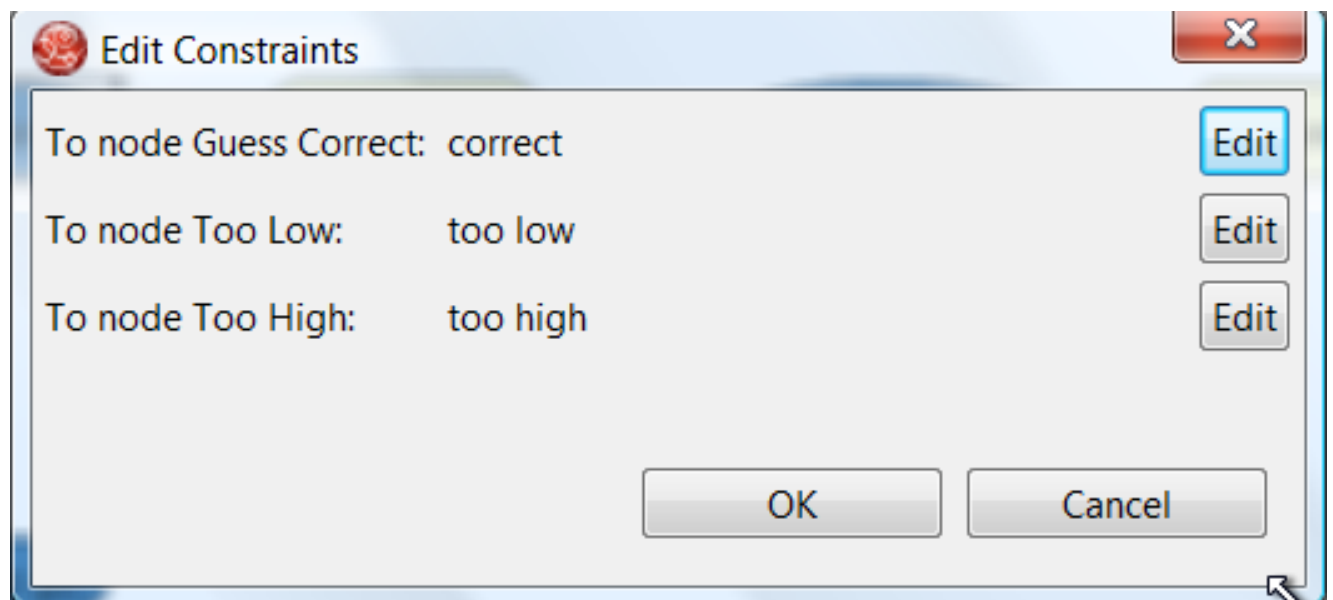 Edit Constraints
To node Guess Correct: correct Edit
To node Too Low: too low Edit
To node Too High: too high Edit
OK Cancel